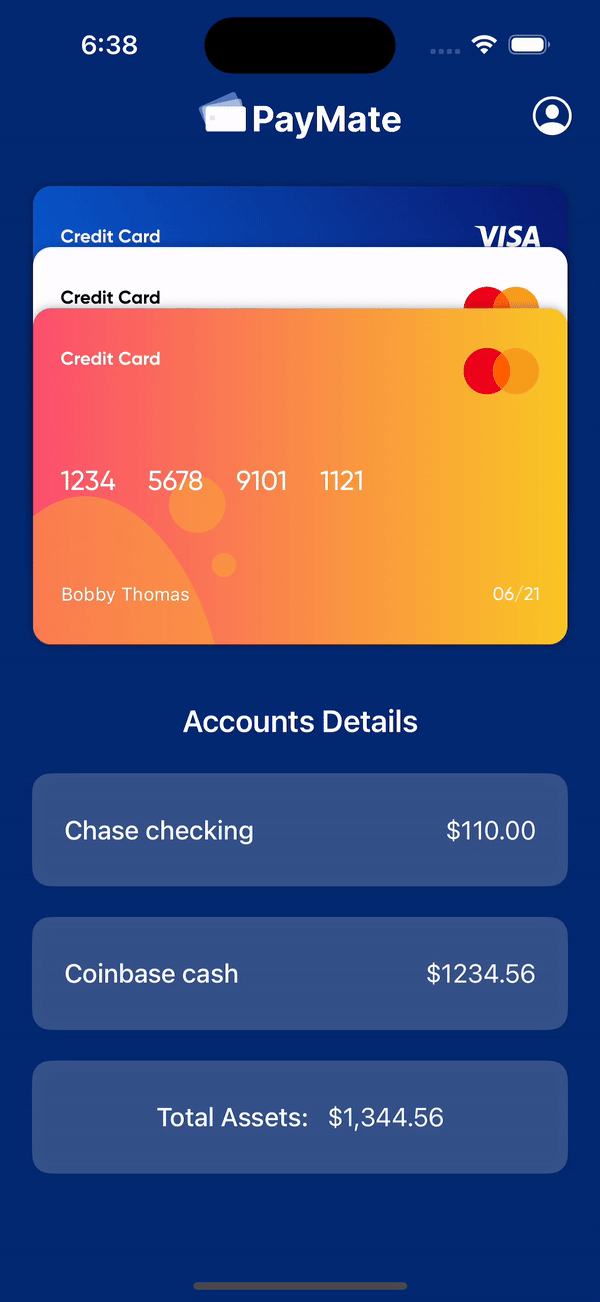 6:38
PayMate
Credit Card VISA
Credit Card
Credit Card
1234 5678 9101 1121
Bobby Thomas 06/21
Accounts Details
Chase checking $110.00
Coinbase cash $1234.56
Total Assets: $1,344.56